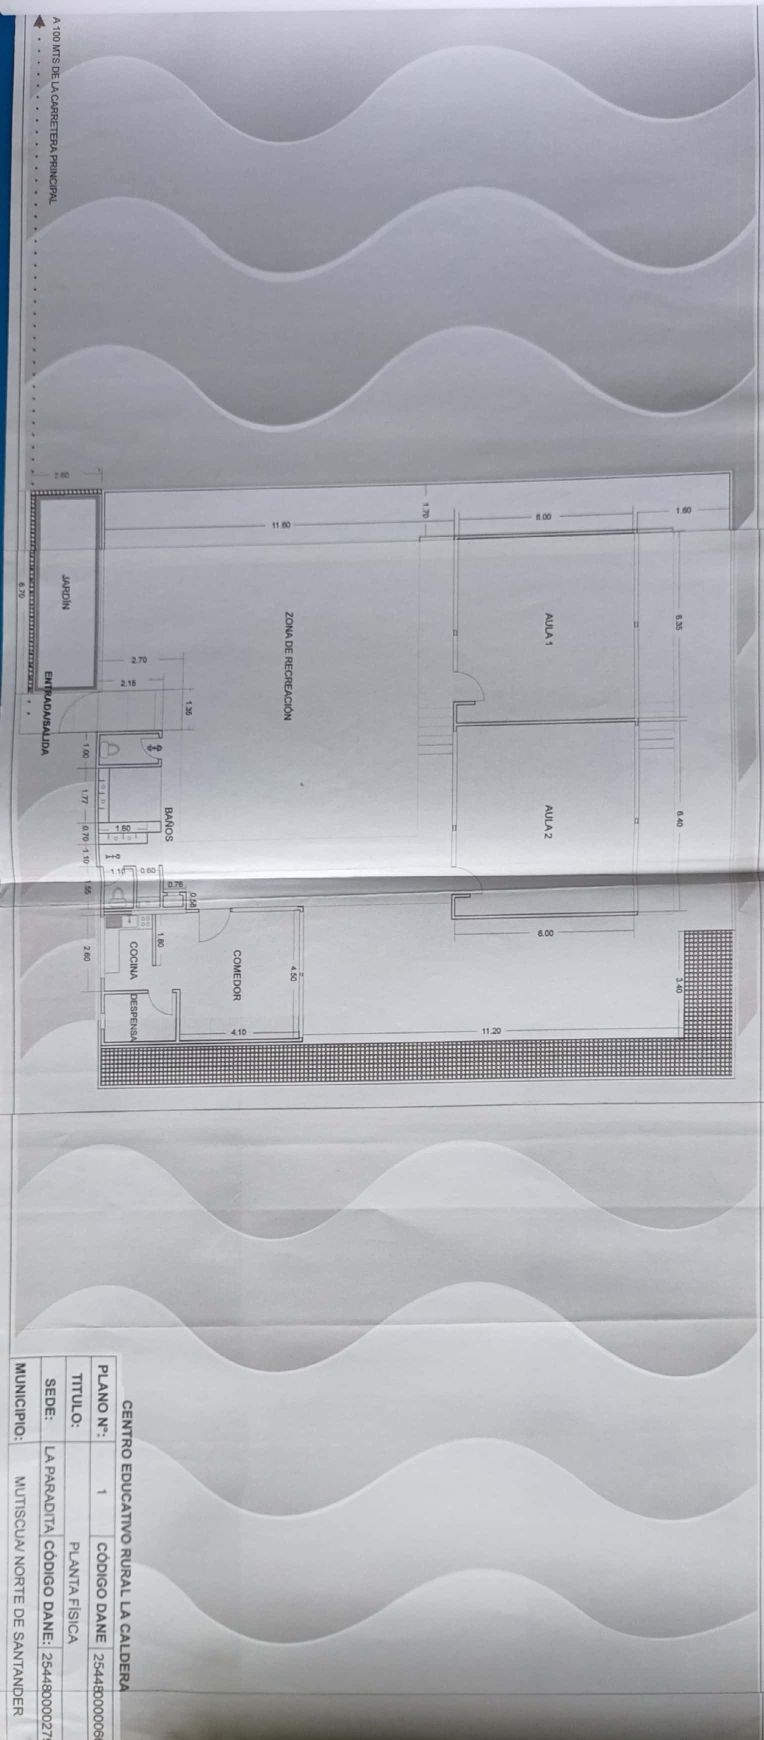 A 100 MTS DE LA CARRETERA PRINCIPAL
1.60
6.35
6.40
3.40
6.00
AULA 1
AULA 2
6.00
11.20
1.70
11.60
ZONA DE RECREACIÓN
4.50
COMEDOR
4.10
1.35
0.58
0.76
BAÑOS
1.80
2.70
2.15
1.60
0.60
1.10
COCINA
DESPENSA
1.00
1.77
0.70
1.10
2.60
JARDÍN
ENTRADA/SALIDA
6.70
CENTRO EDUCATIVO RURAL LA CALDERA
PLANO N°: 1 CÓDIGO DANE
TITULO: PLANTA FÍSICA
SEDE: LA PARADITA CÓDIGO DANE:
MUNICIPIO: MUTISCUA/ NORTE DE SANTANDER